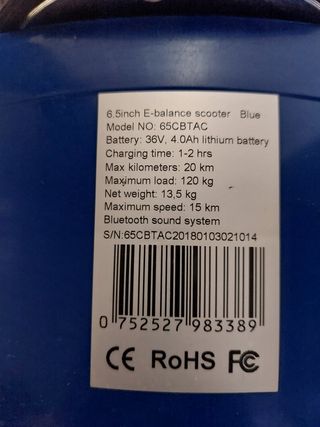 6.5inch E-balance scooter Blue
Model NO: 65CBTAC
Battery: 36V, 4.0Ah lithium battery
Charging time: 1-2 hrs
Max kilometers: 20 km
Maximum load: 120 kg
Net weight: 13,5 kg
Maximum speed: 15 km
Bluetooth sound system
S/N:65CBTAC20180103021014
0 752527 983389
CE RoHS FC